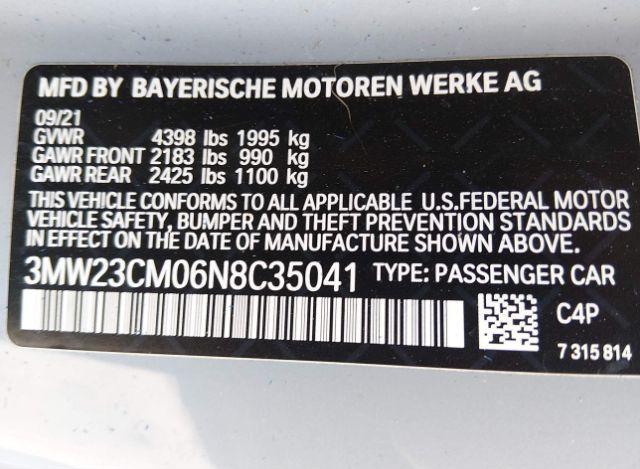 MFD BY BAYERISCHE MOTOREN WERKE AG
09/21
GVWR 4398 lbs 1995 kg
GAWR FRONT 2183 lbs 990 kg
GAWR REAR 2425 lbs 1100 kg
THIS VEHICLE CONFORMS TO ALL APPLICABLE U.S.FEDERAL MOTOR
VEHICLE SAFETY, BUMPER AND THEFT PREVENTION STANDARDS
IN EFFECT ON THE DATE OF MANUFACTURE SHOWN ABOVE.
3MW23CM06N8C35041 TYPE: PASSENGER CAR
C4P
7 315 814